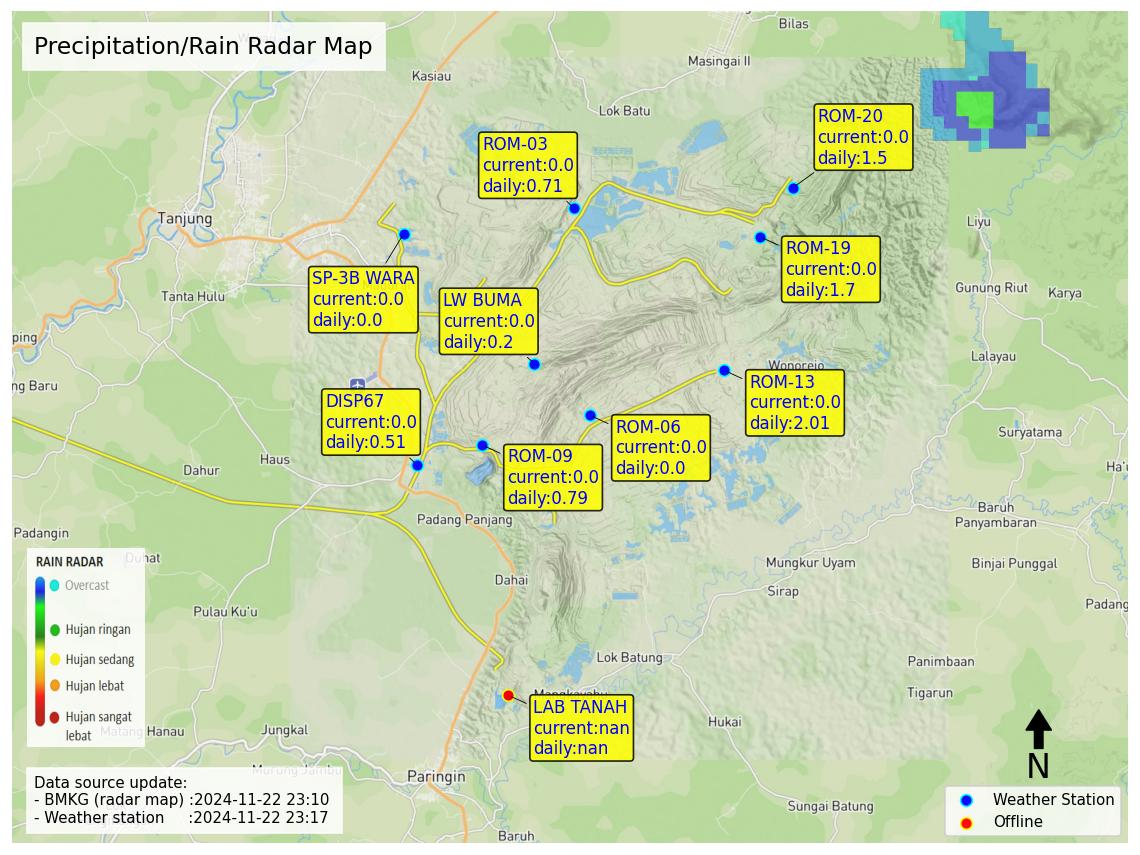 Precipitation/Rain Radar Map
Bilas
Masingai II
Kasiau
Lok Batu
ROM-20
current:0.0
daily:1.5
ROM-03
current:0.0
daily:0.71
Tanjung
Liyu
ROM-19
current:0.0
daily:1.7
SP-3B WARA
current:0.0
daily:0.0
Tanta Hulu
LW BUMA
current:0.0
daily:0.2
Gunung Riut
Karya
ping
Lalayau
Wonorejo
ng Baru
ROM-13
current:0.0
daily:2.01
DISP67
current:0.0
daily:0.51
ROM-06
current:0.0
daily:0.0
Suryatama
ROM-09
current:0.0
daily:0.79
Haus
Dahur
Ha'u
Baruh
Panyambaran
Padang Panjang
Padangin
Duhat
Mungkur Uyam
Binjai Punggal
Dahai
Sirap
Padang
Pulau Ku'u
RAIN RADAR
Overcast
Hujan ringan
Hujan sedang
Hujan lebat
Hujan sangat
lebat
Lok Batung
Panimbaan
Tigarun
Mangkayahu
LAB TANAH
current:nan
daily:nan
Hukai
Matang Hanau
Jungkal
Murung Jambu
Paringin
N
Data source update:
- BMKG (radar map) :2024-11-22 23:10
- Weather station :2024-11-22 23:17
Sungai Batung
Baruh
Weather Station
Offline